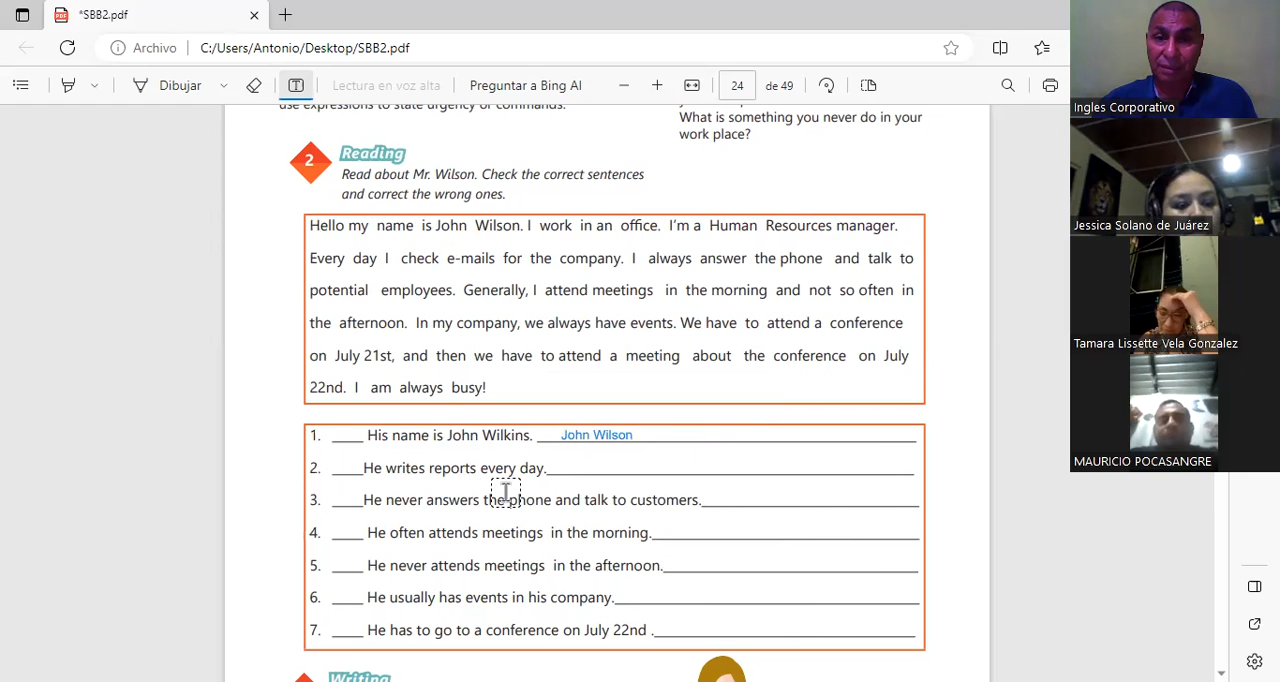 *SBB2.pdf
Archivo
C:/Users/Antonio/Desktop/SBB2.pdf
Dibujar
Lectura en voz alta
Preguntar a Bing AI
24
de 49
use expressions to state urgency or commands.
What is something you never do in your
work place?
2
Reading
Read about Mr. Wilson. Check the correct sentences
and correct the wrong ones.
Hello my name is John Wilson. I work in an office. I'm a Human Resources manager.
Every day I check e-mails for the company. I always answer the phone and talk to
potential employees. Generally, I attend meetings in the morning and not so often in
the afternoon. In my company, we always have events. We have to attend a conference
on July 21st, and then we have to attend a meeting about the conference on July
22nd. I am always busy!
1. ____ His name is John Wilkins. ___John Wilson___
2. ____He writes reports every day.____
3. ____He never answers the phone and talk to customers.____
4. ____ He often attends meetings in the morning.____
5. ____ He never attends meetings in the afternoon.____
6. ____ He usually has events in his company.____
7. ____ He has to go to a conference on July 22nd .____
Writing
Ingles Corporativo
Jessica Solano de Juárez
Tamara Lissette Vela Gonzalez
MAURICIO POCASANGRE